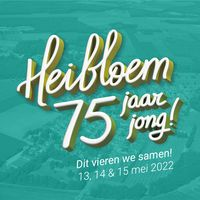 Heibloem
75 jaar
jong!
Dit vieren we samen!
13, 14 & 15 mei 2022